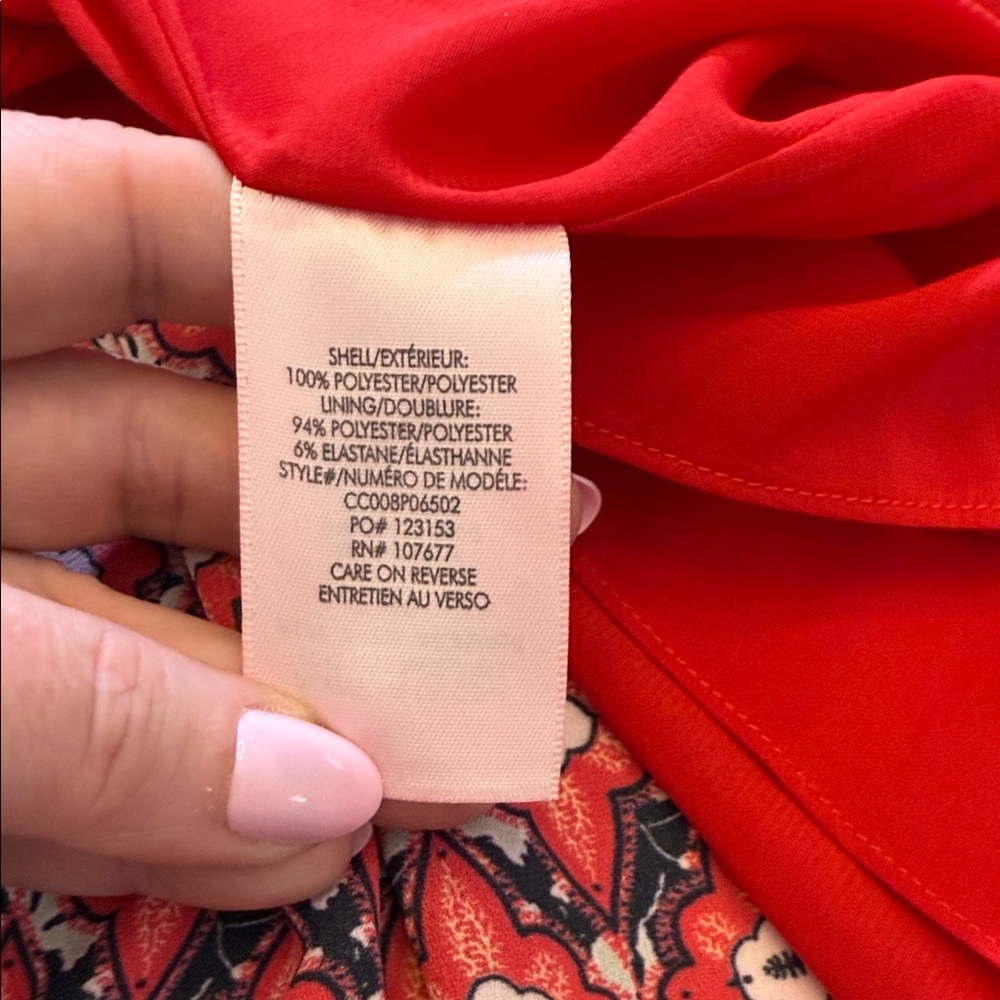 SHELL/EXTÉRIEUR:
100% POLYESTER/POLYESTER
LINING/DOUBLURE:
94% POLYESTER/POLYESTER
6% ELASTANE/ÉLASTHANNE
STYLE#/NUMÉRO DE MODÉLE:
CC008P06502
PO# 123153
RN# 107677
CARE ON REVERSE
ENTRETIEN AU VERSO